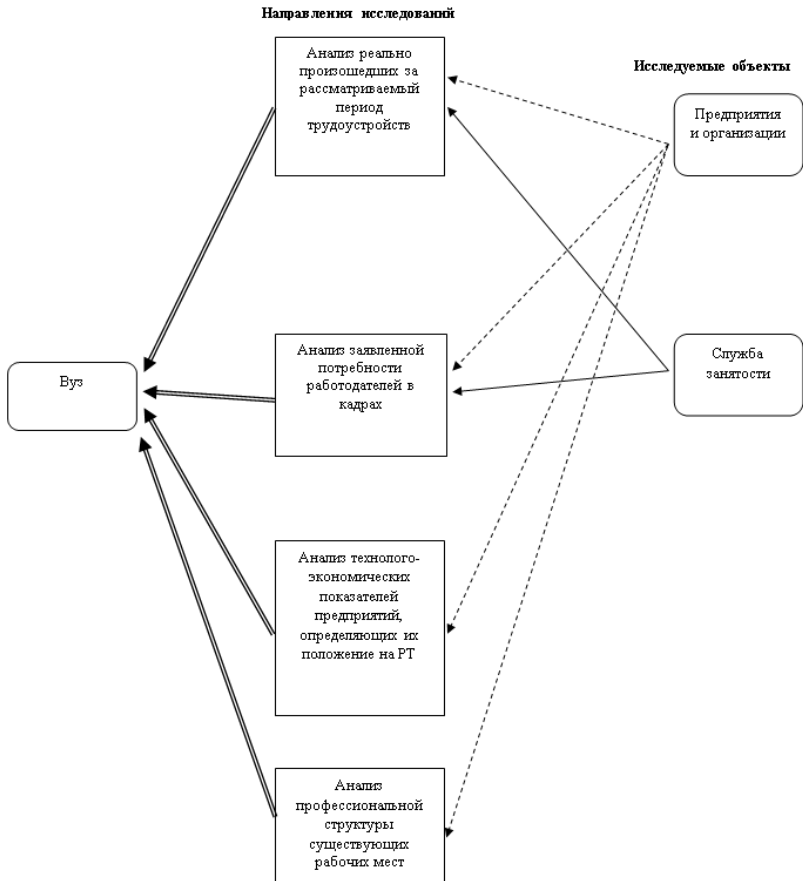 Направления исследований
Анализ реально
произошедших за
рассматриваемый
период
трудоустройств
Исследуемые объекты
Предприятия
и организации
Анализ заявленной
потребности
работодателей в
кадрах
Служба
занятости
Вуз
Анализ технолого-
экономических
показателей
предприятий,
определяющих их
положение на РТ
Анализ
профессиональной
структуры
существующих
рабочих мест